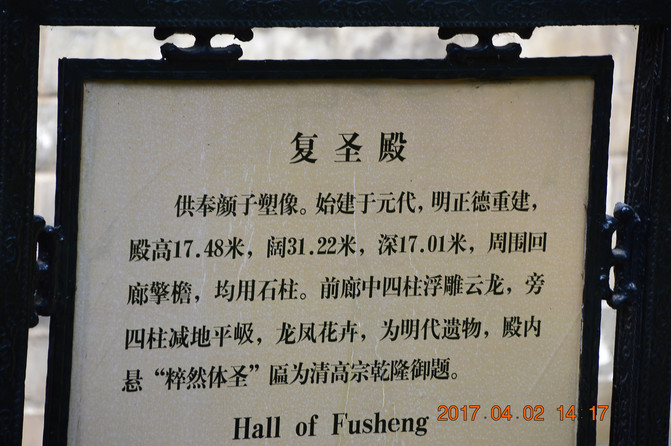 复圣殿
供奉颜子塑像。始建于元代，明正德重建，
殿高17.48米，阔31.22米，深17.01米，周围回
廊擎檐，均用石柱。前廊中四柱浮雕云龙，旁
四柱减地平岋，龙凤花卉，为明代遗物，殿内
悬“粹然体圣”匾为清高宗乾隆御题。
Hall of Fusheng
2017.04.02 14:17